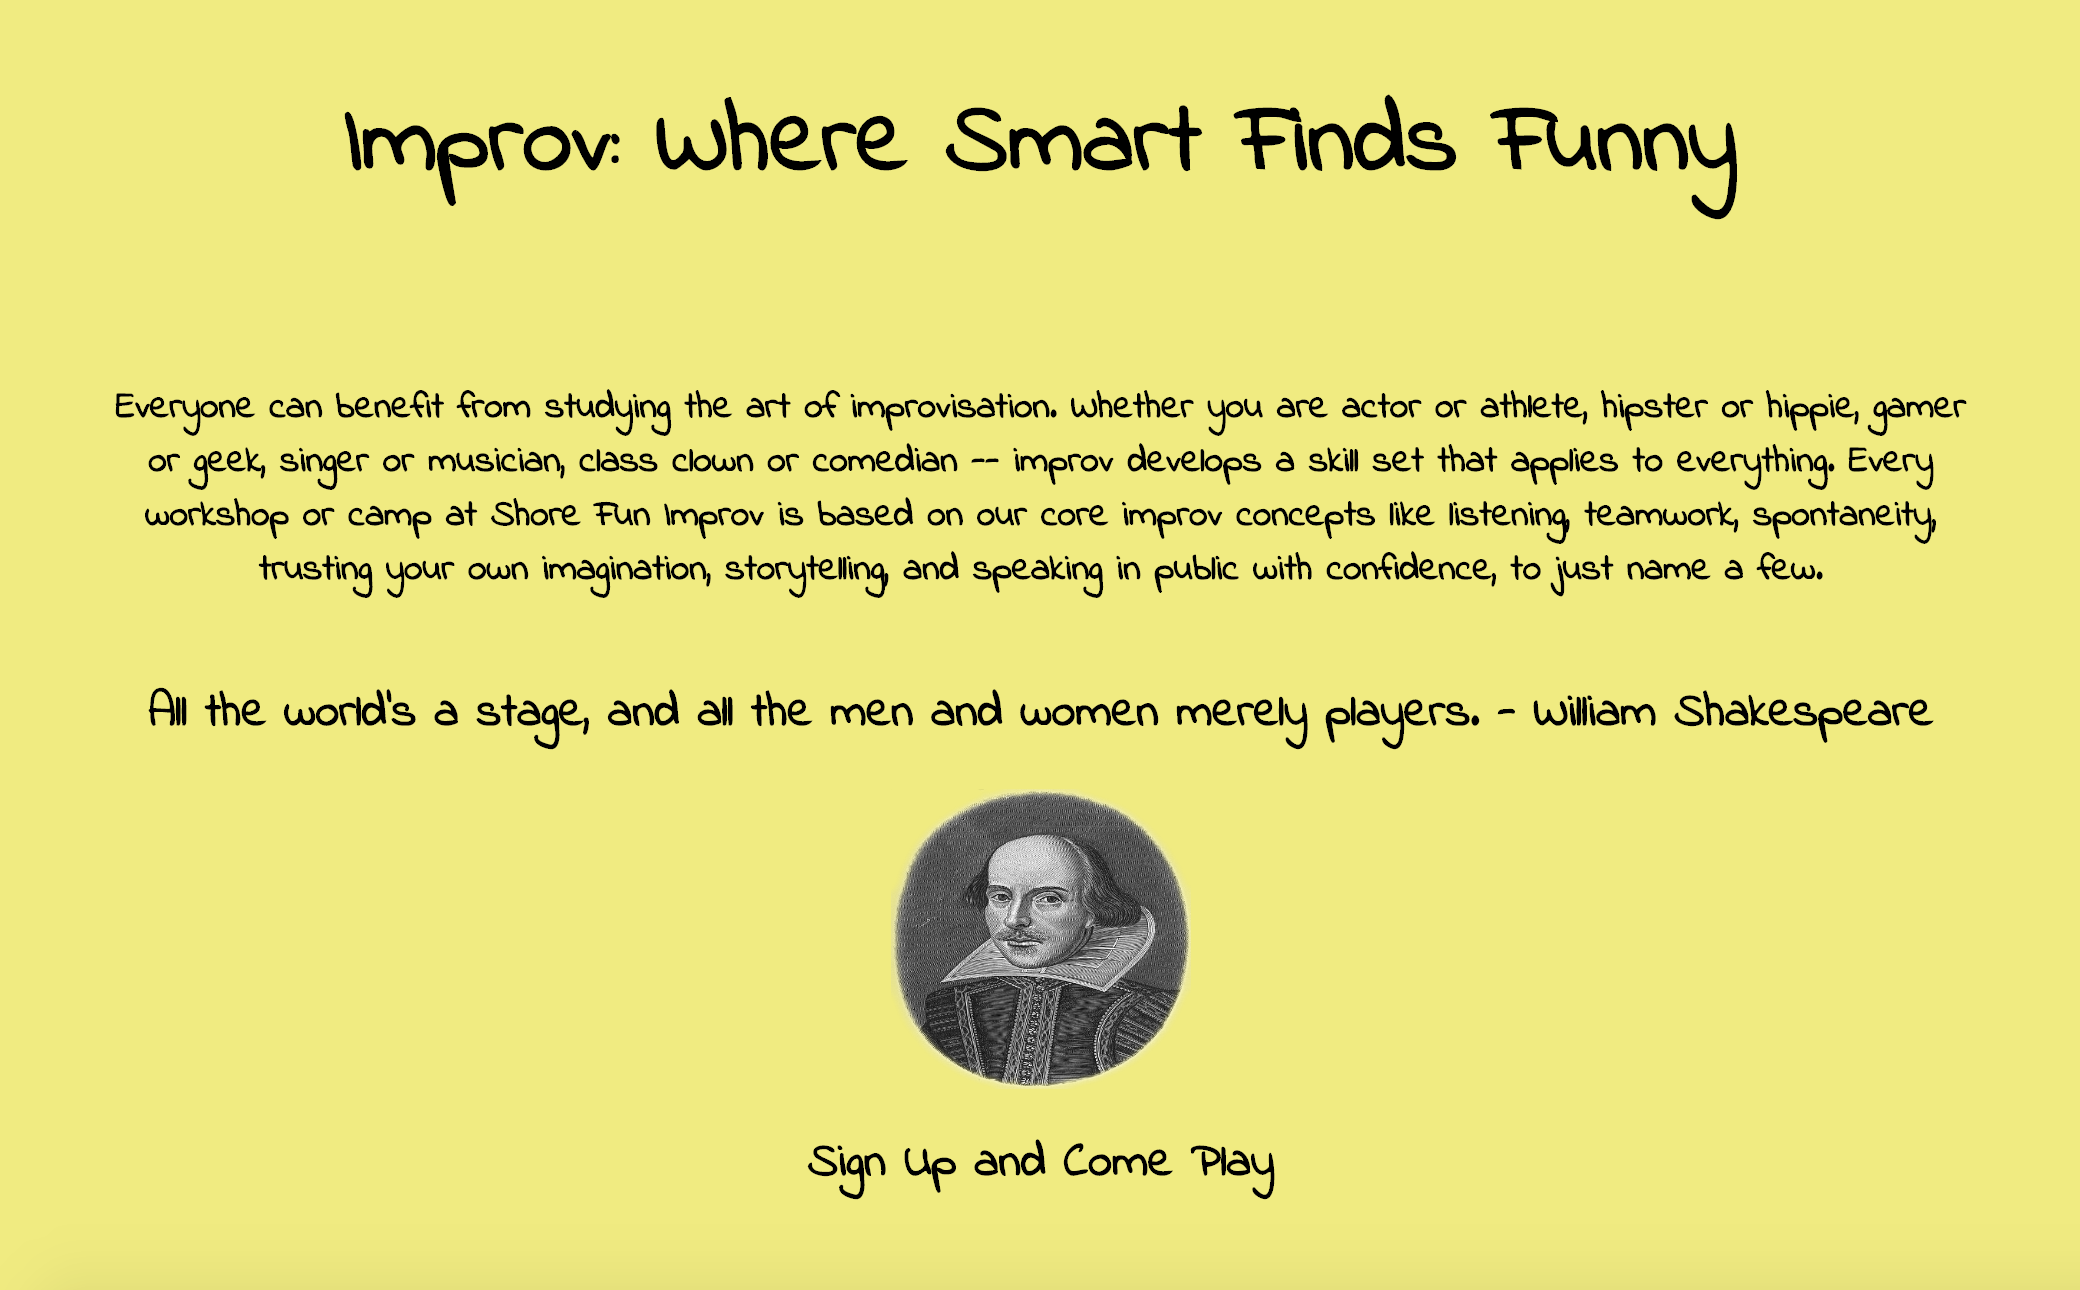 Improv: Where Smart Finds Funny
Everyone can benefit from studying the art of improvisation. Whether you are actor or athlete, hipster or hippie, gamer
or geek, singer or musician, class clown or comedian -- improv develops a skill set that applies to everything. Every
workshop or camp at Shore Fun Improv is based on our core improv concepts like listening, teamwork, spontaneity,
trusting your own imagination, storytelling, and speaking in public with confidence, to just name a few.
All the world's a stage, and all the men and women merely players. - William Shakespeare
Sign Up and Come Play